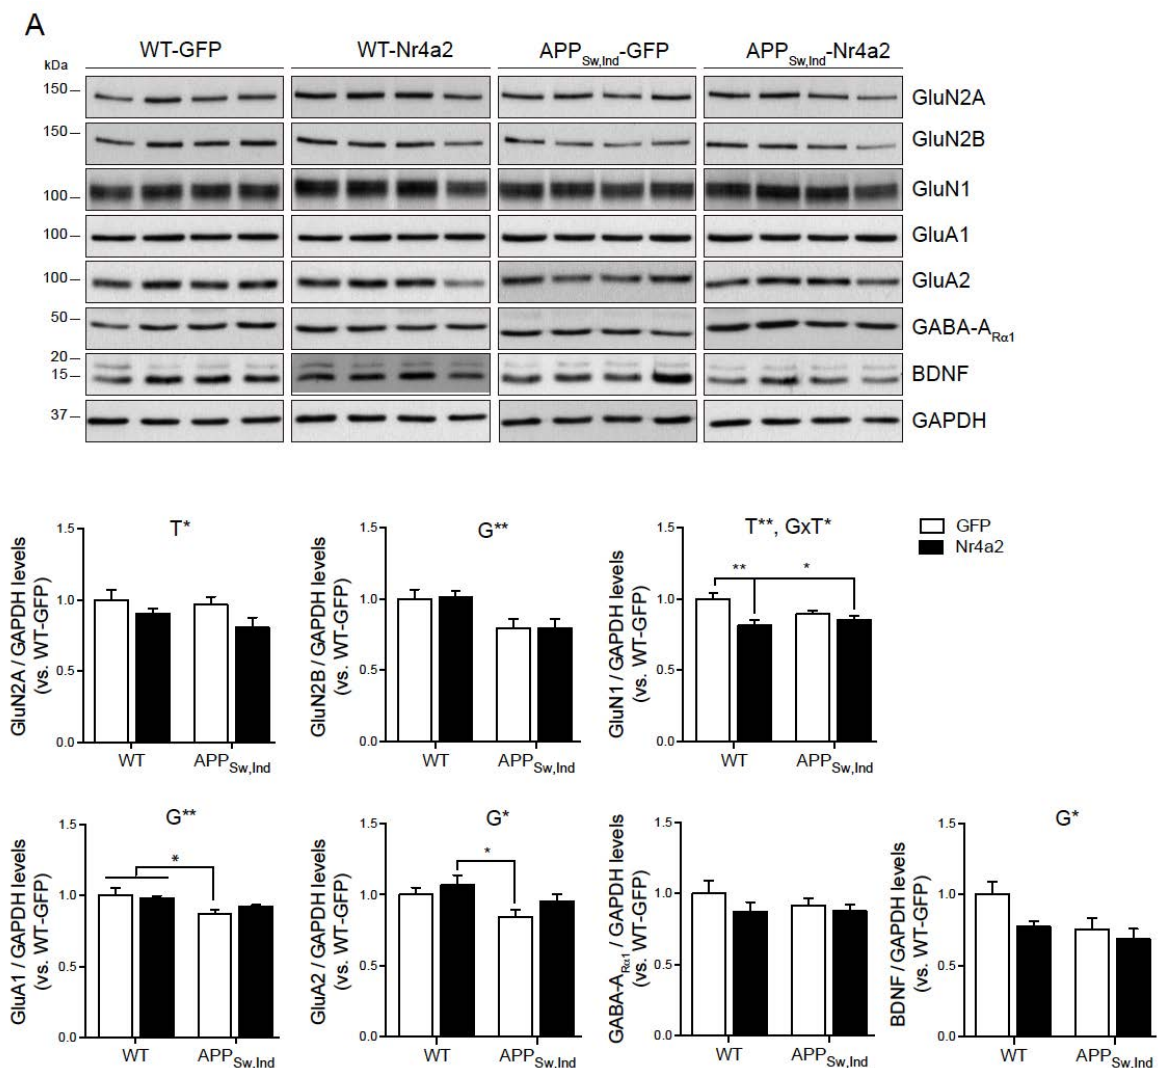 A
WT-GFP WT-Nr4a2 APPSw,Ind-GFP APPSw,Ind-Nr4a2
kDa
150 GluN2A
150 GluN2B
100 GluN1
100 GluA1
100 GluA2
50 GABA-ARα1
20
15 BDNF
37 GAPDH
T*
GluN2A / GAPDH levels
(vs. WT-GFP)
1.5
1.0
0.5
0.0
WT APPSw,Ind
G**
GluN2B / GAPDH levels
(vs. WT-GFP)
1.5
1.0
0.5
0.0
WT APPSw,Ind
T**, GxT*
GluN1 / GAPDH levels
(vs. WT-GFP)
1.5
1.0
0.5
0.0
** *
WT APPSw,Ind
GFP
Nr4a2
G**
GluA1 / GAPDH levels
(vs. WT-GFP)
1.5
1.0
0.5
0.0
*
WT APPSw,Ind
G*
GluA2 / GAPDH levels
(vs. WT-GFP)
1.5
1.0
0.5
0.0
*
WT APPSw,Ind
GABA-ARα1 / GAPDH levels
(vs. WT-GFP)
1.5
1.0
0.5
0.0
WT APPSw,Ind
G*
BDNF / GAPDH levels
(vs. WT-GFP)
1.5
1.0
0.5
0.0
WT APPSw,Ind